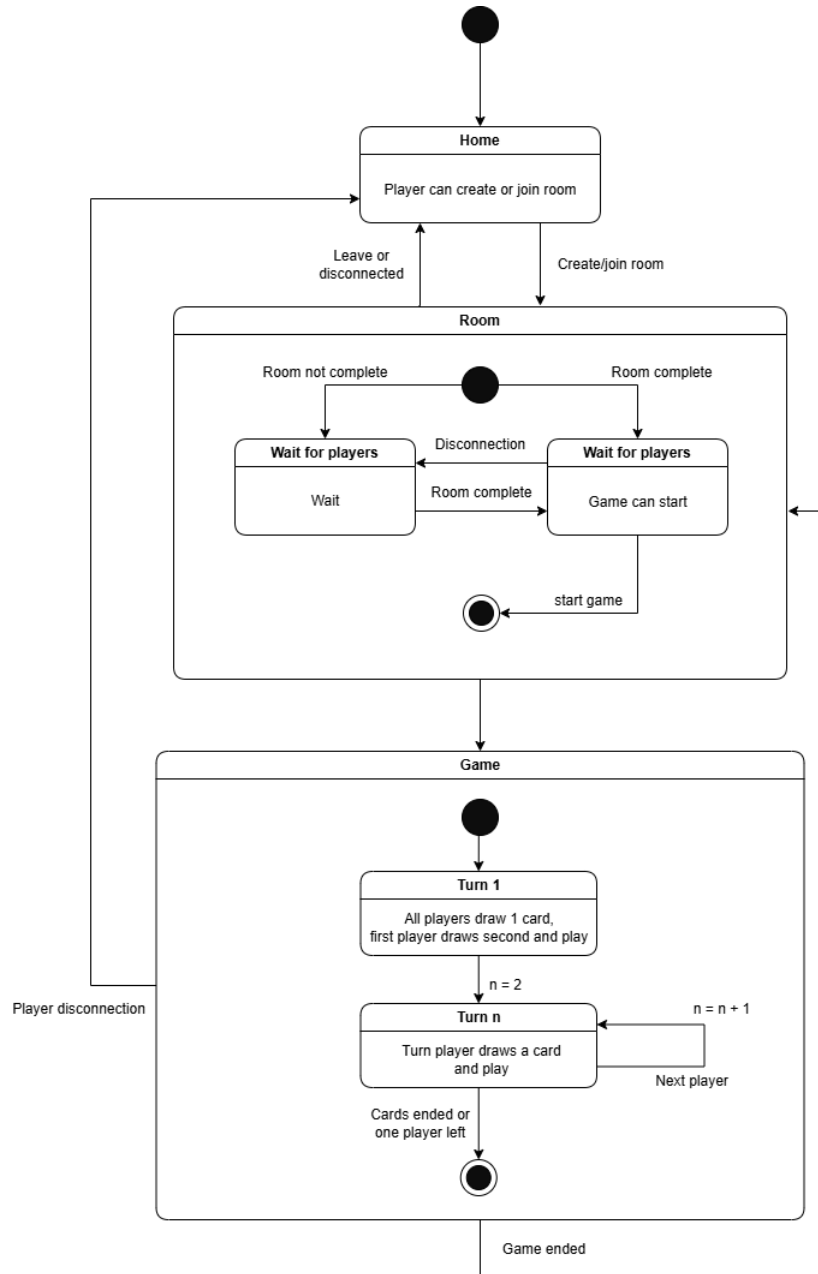 Home
Player can create or join room
Leave or
disconnected
Create/join room
Room
Room not complete
Room complete
Wait for players
Disconnection
Wait for players
Wait
Room complete
Game can start
start game
Game
Turn 1
All players draw 1 card,
first player draws second and play
n = 2
Player disconnection
Turn n
n = n + 1
Turn player draws a card
and play
Next player
Cards ended or
one player left
Game ended